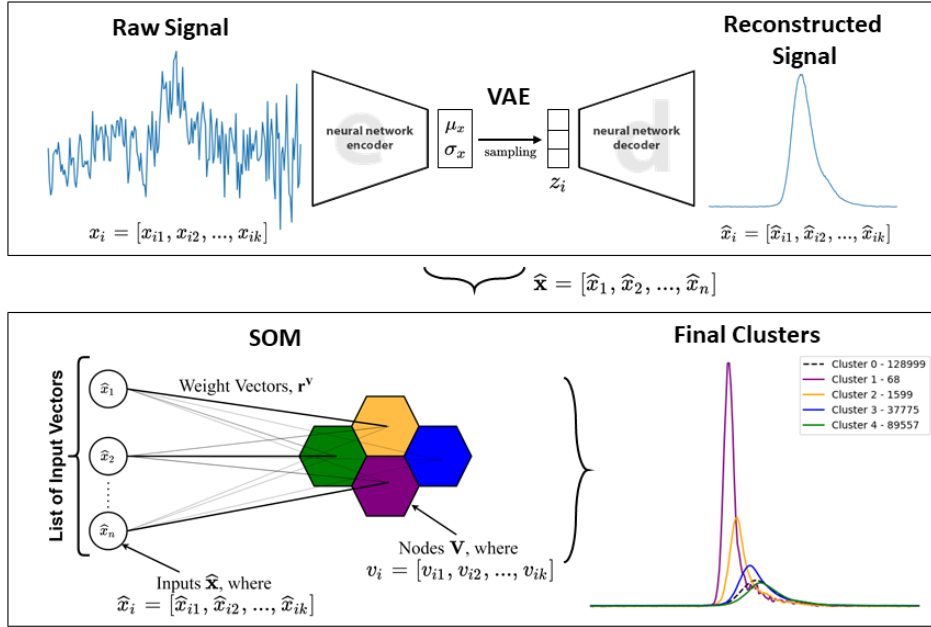 Raw Signal
Reconstructed
Signal
VAE
e
neural network
encoder
μₓ
σₓ
sampling
zᵢ
d
neural network
decoder
xᵢ = [xᵢ₁, xᵢ₂, ..., xᵢₖ]
x̂ᵢ = [x̂ᵢ₁, x̂ᵢ₂, ..., x̂ᵢₖ]
x̂ = [x̂₁, x̂₂, ..., x̂ₙ]
SOM
Final Clusters
List of Input Vectors
x̂₁
x̂₂
x̂ₙ
Weight Vectors, r^v
Nodes V, where
vᵢ = [vᵢ₁, vᵢ₂, ..., vᵢₖ]
Inputs x̂, where
x̂ᵢ = [x̂ᵢ₁, x̂ᵢ₂, ..., x̂ᵢₖ]
Cluster 0 - 128999
Cluster 1 - 68
Cluster 2 - 1599
Cluster 3 - 37775
Cluster 4 - 89557